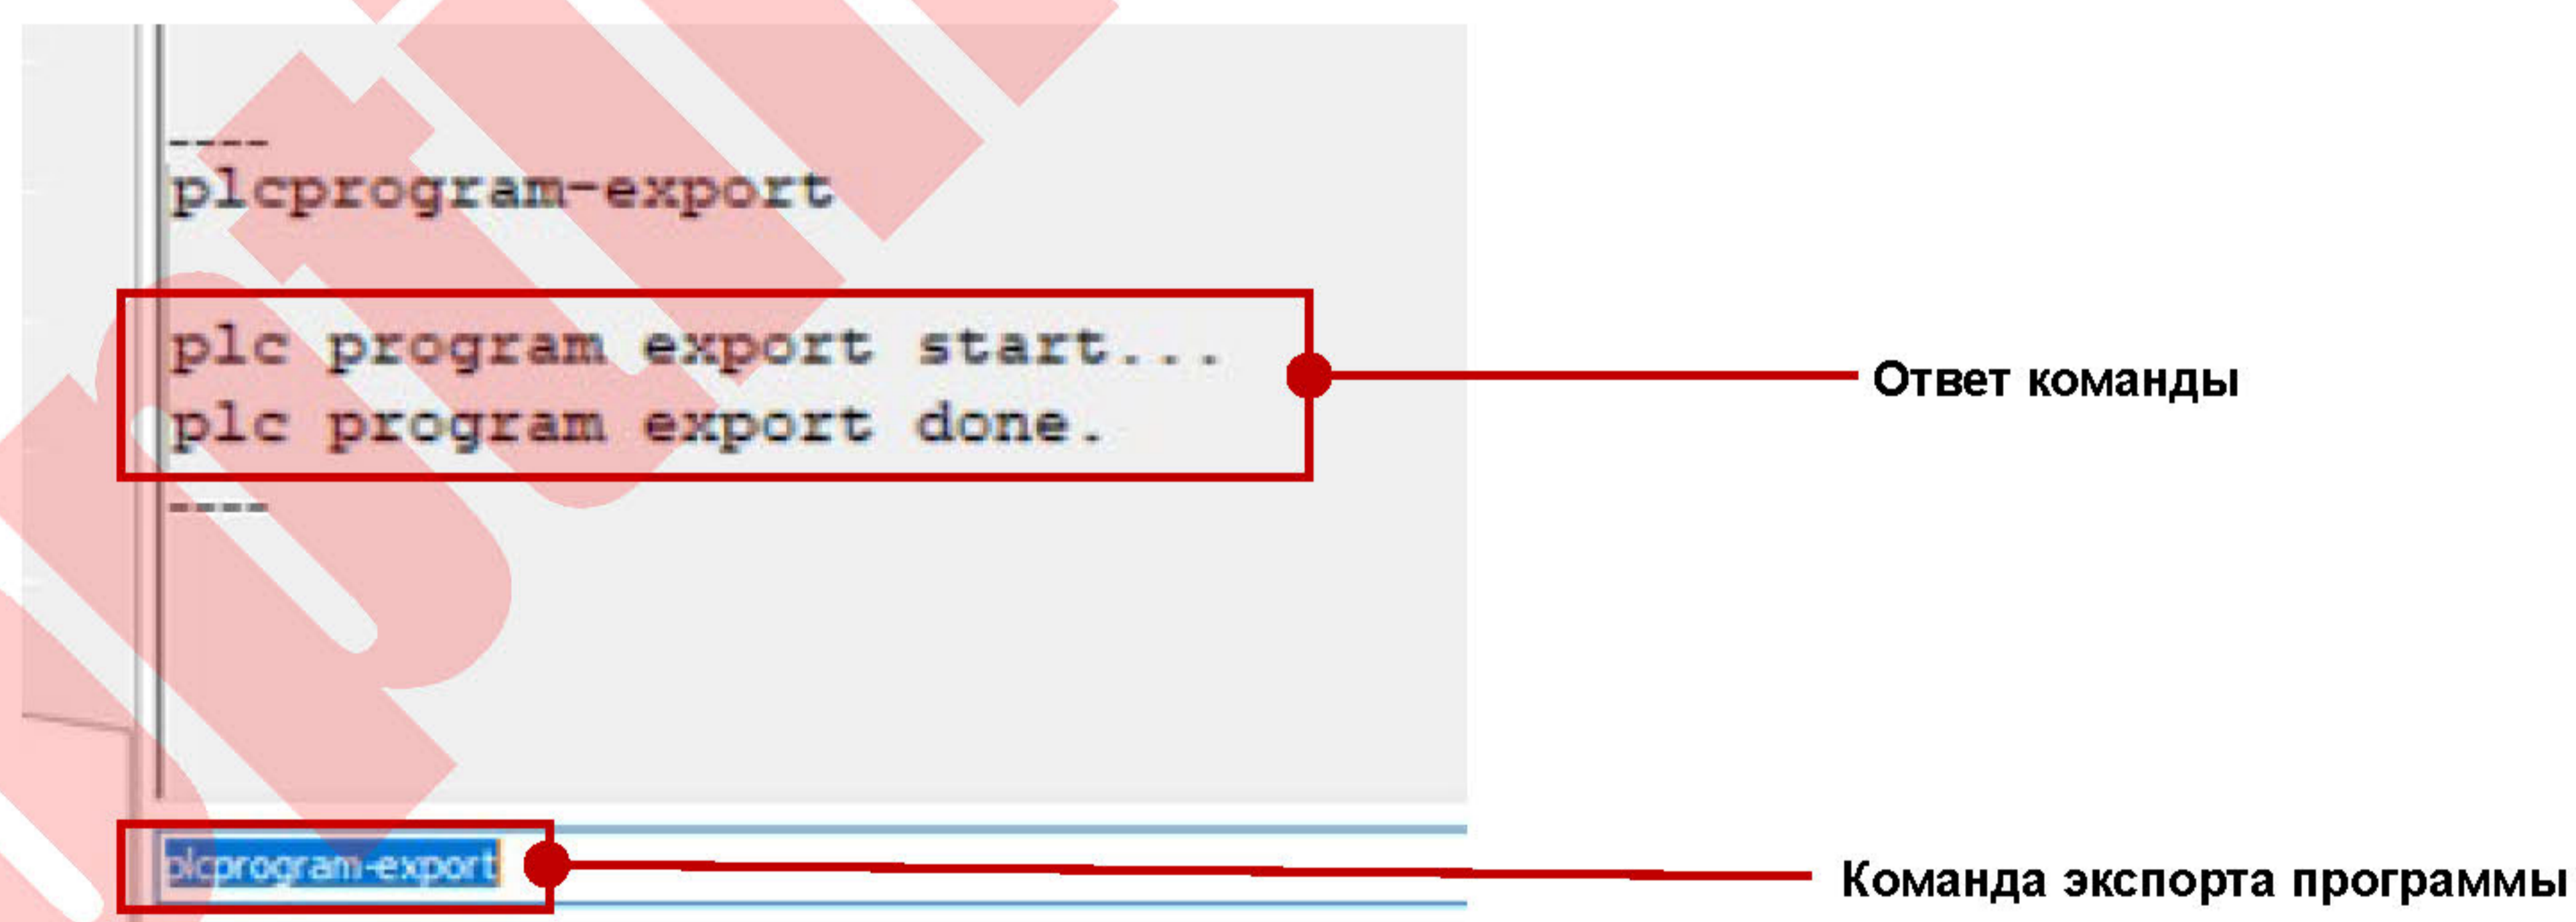 ----
plcprogram-export
plc program export start...
plc program export done.
Ответ команды
----
plcprogram-export
Команда экспорта программы